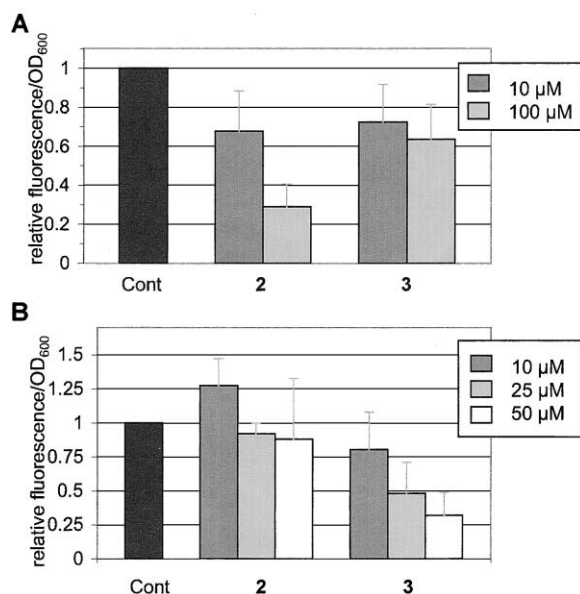 A
relative fluorescence/OD600
1
0.8
0.6
0.4
0.2
0
Cont
2
3
10 µM
100 µM
B
relative fluorescence/OD600
1.5
1.25
1
0.75
0.5
0.25
0
Cont
2
3
10 µM
25 µM
50 µM